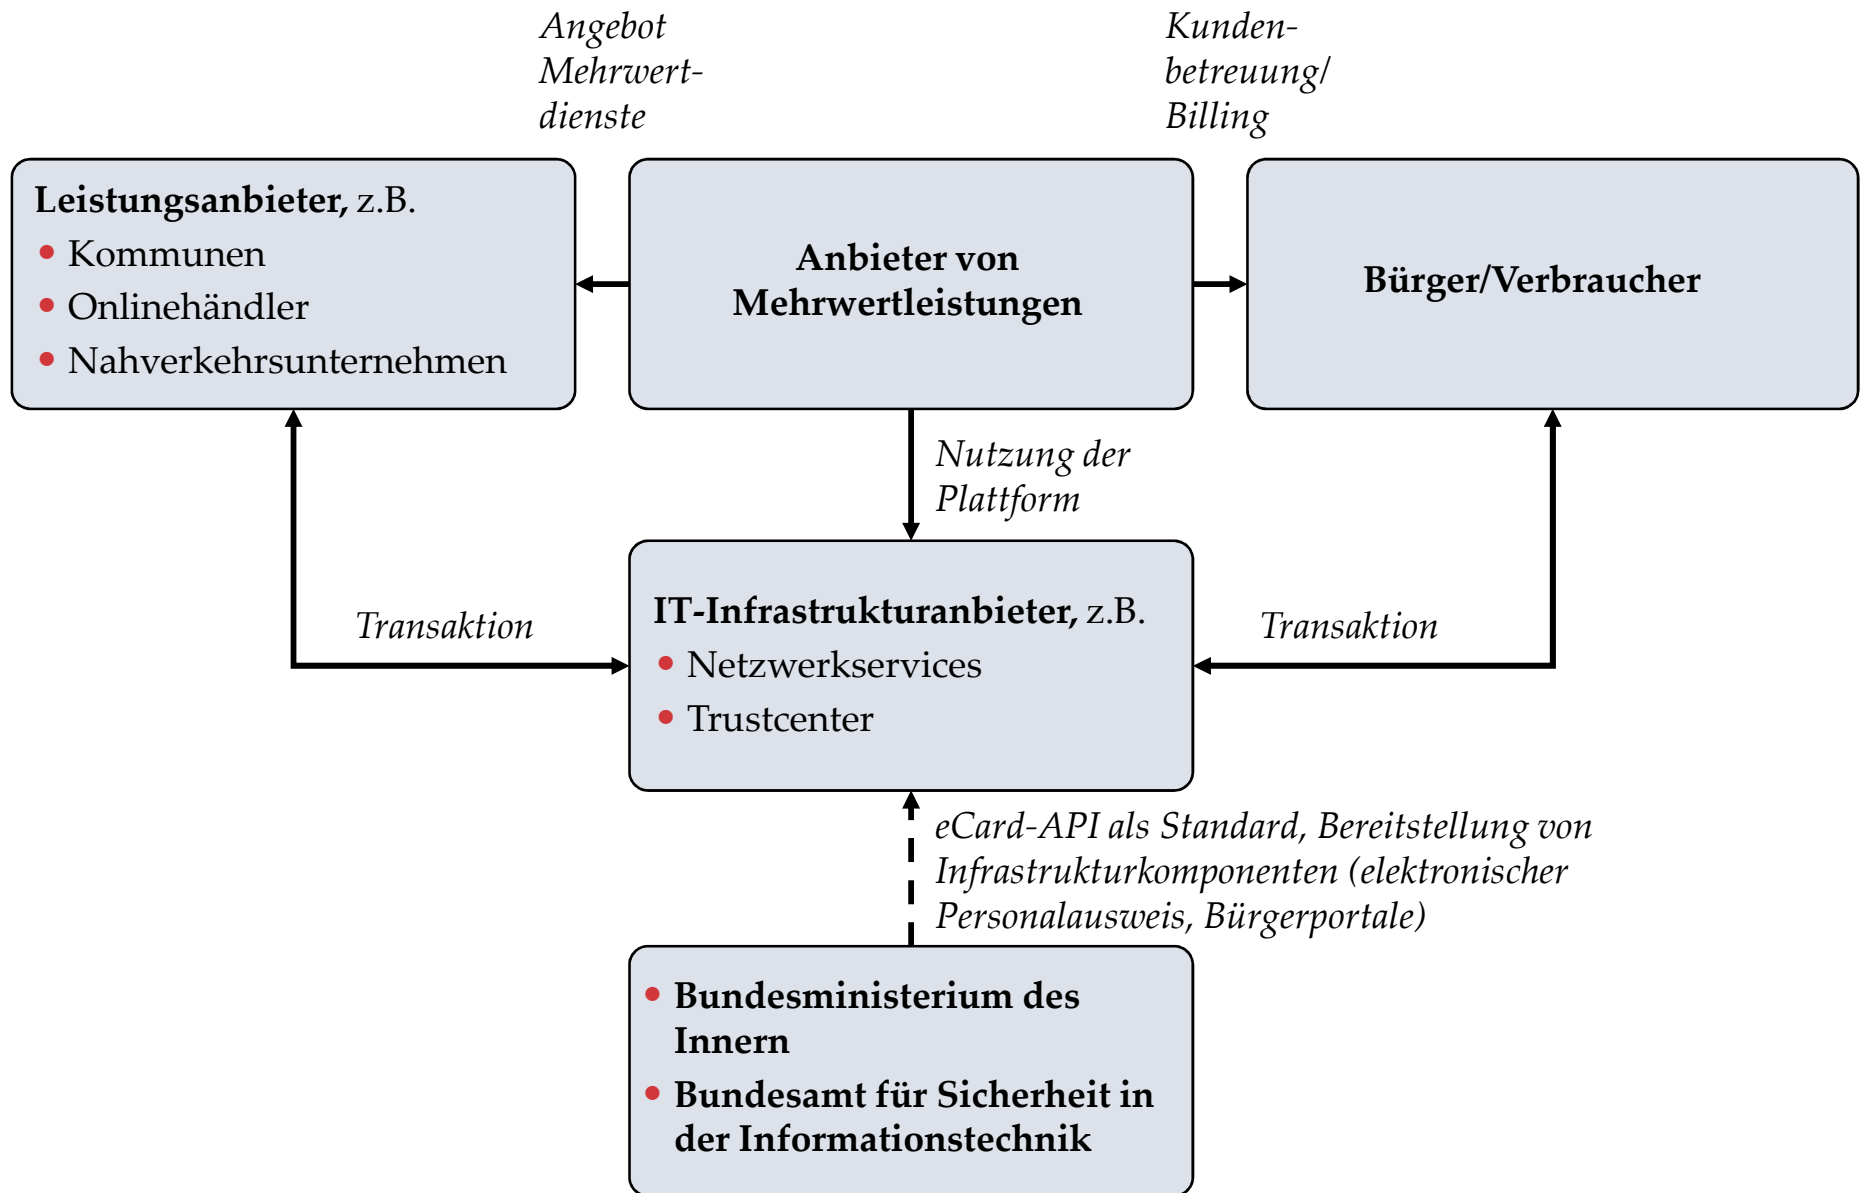 Angebot
Mehrwert-
dienste
Kunden-
betreuung/
Billing
Leistungsanbieter, z.B.
• Kommunen
• Onlinehändler
• Nahverkehrsunternehmen
Anbieter von
Mehrwertleistungen
Bürger/Verbraucher
Nutzung der
Plattform
Transaktion
IT-Infrastrukturanbieter, z.B.
• Netzwerkservices
• Trustcenter
Transaktion
eCard-API als Standard, Bereitstellung von
Infrastrukturkomponenten (elektronischer
Personalausweis, Bürgerportale)
• Bundesministerium des
Innern
• Bundesamt für Sicherheit in
der Informationstechnik